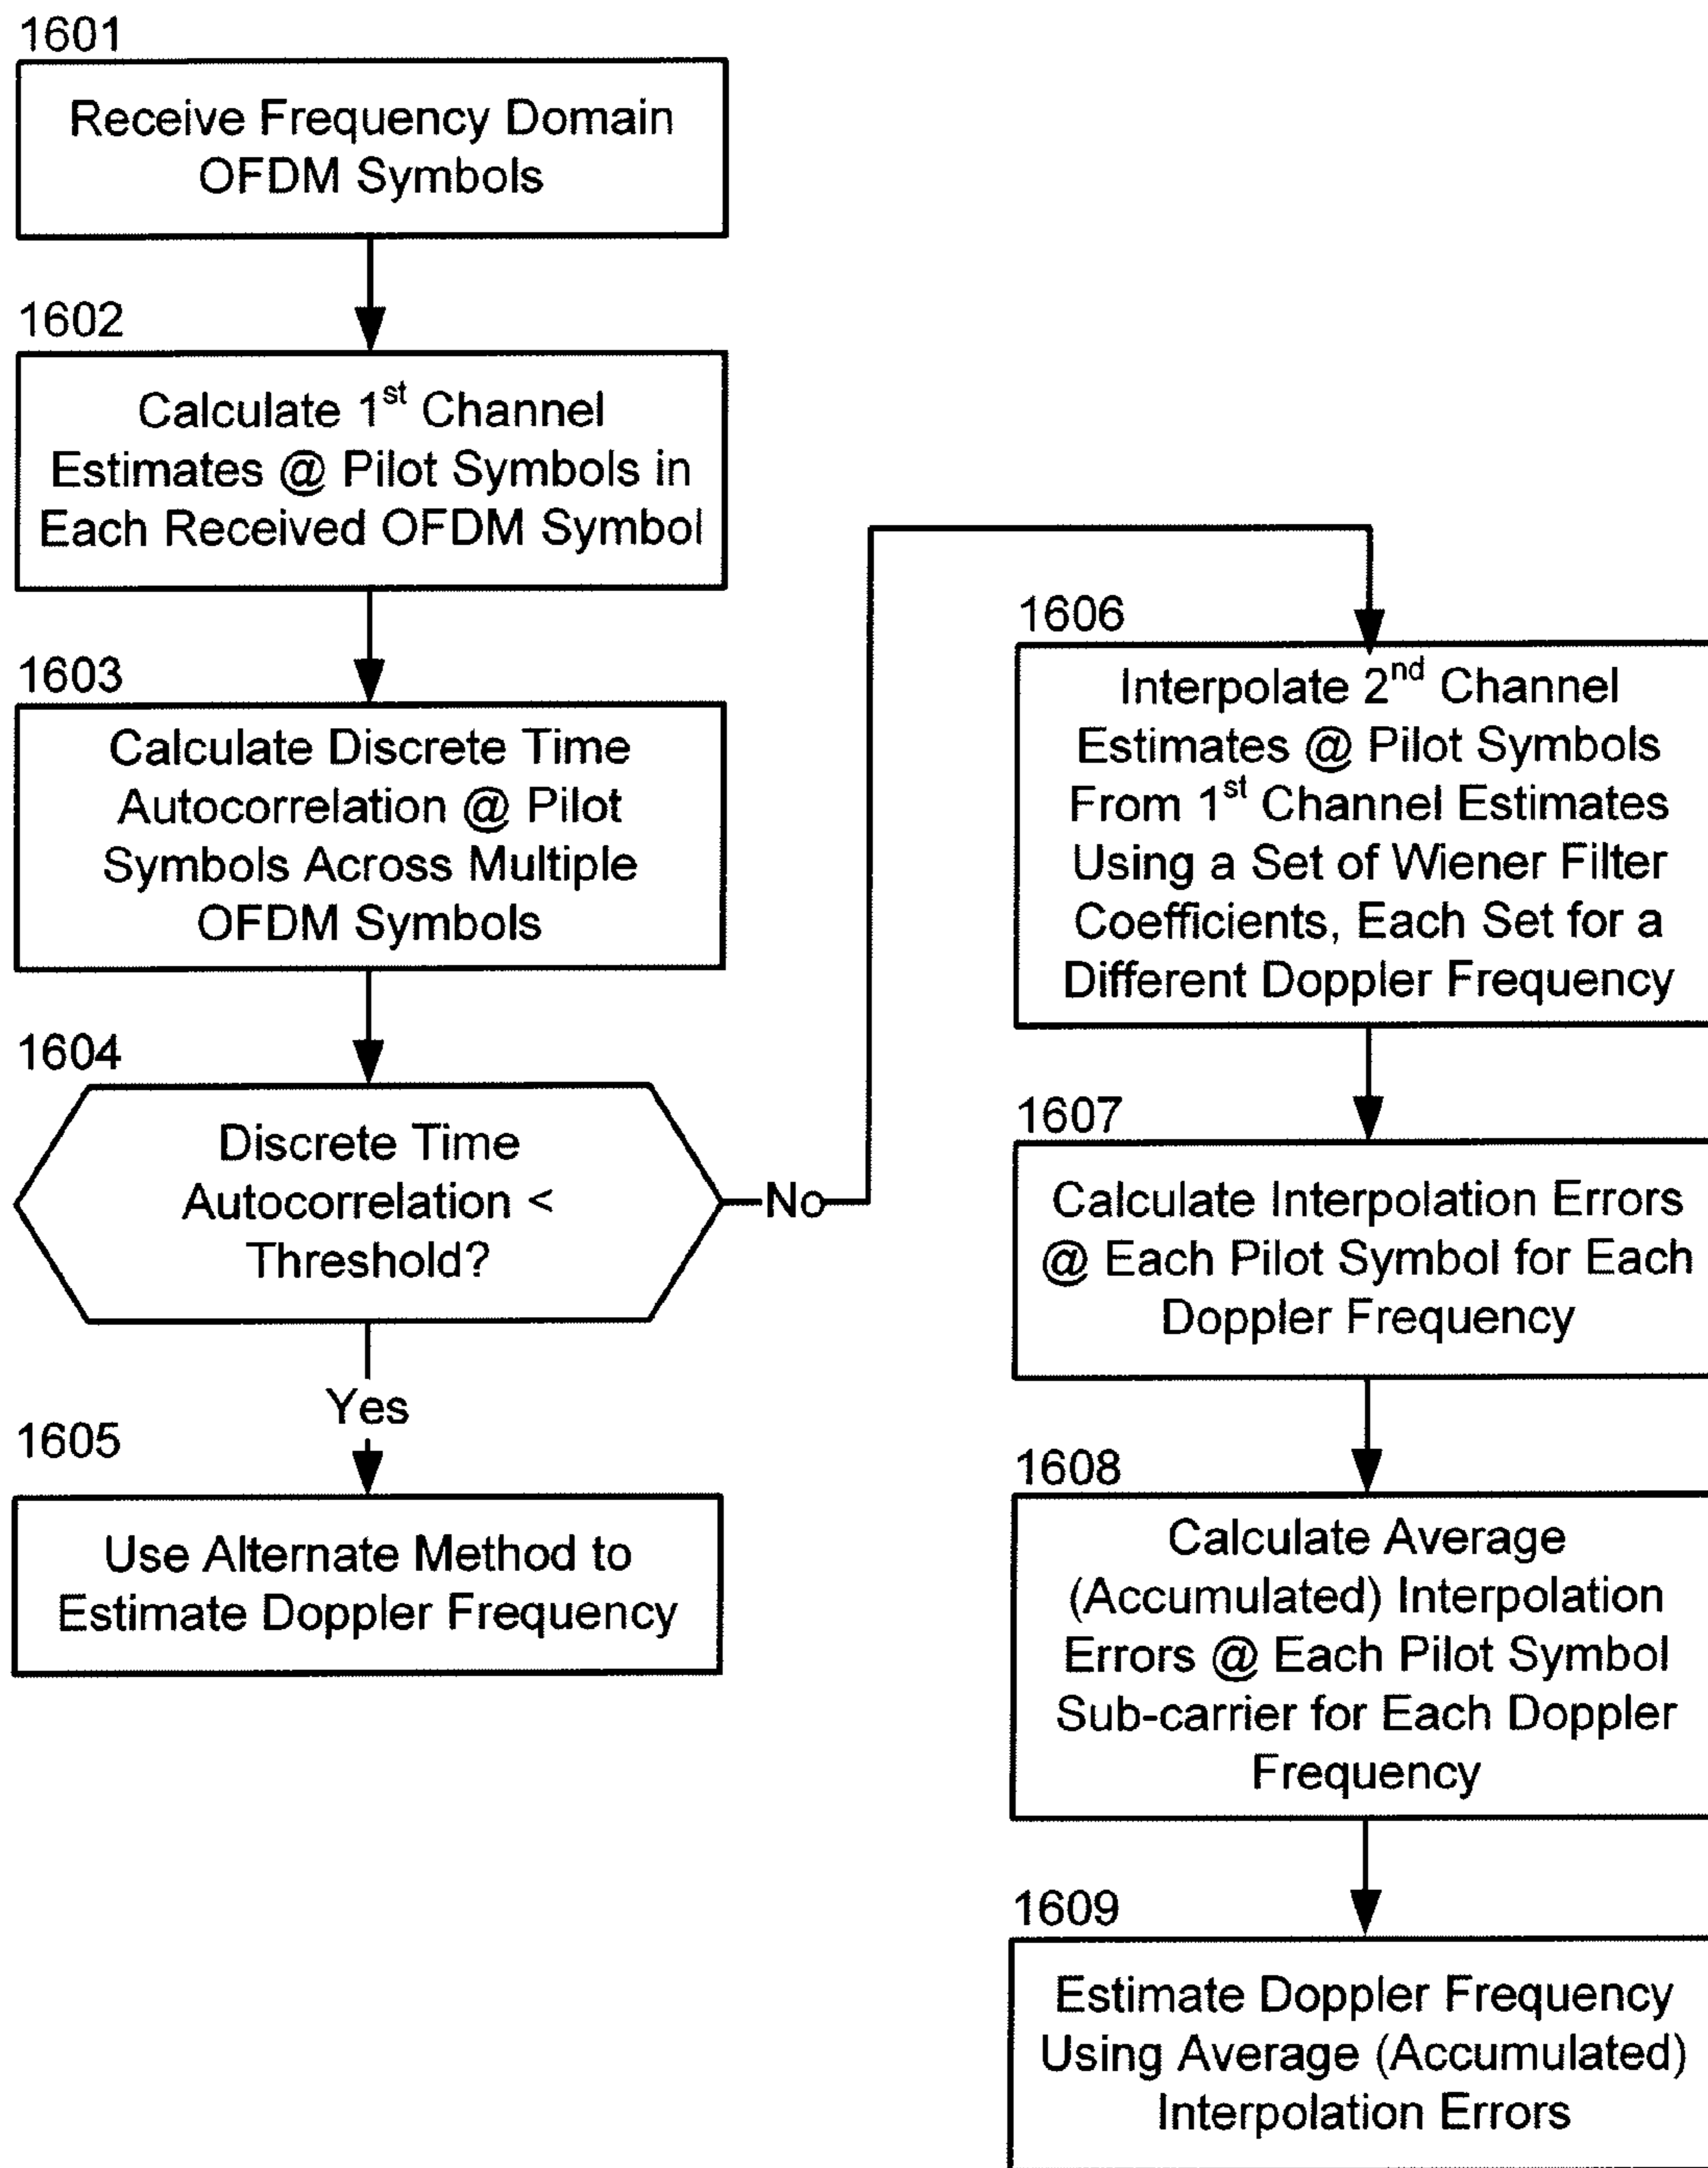 1601
Receive Frequency Domain
OFDM Symbols
1602
Calculate 1st Channel
Estimates @ Pilot Symbols in
Each Received OFDM Symbol
1603
Calculate Discrete Time
Autocorrelation @ Pilot
Symbols Across Multiple
OFDM Symbols
1604
Discrete Time
Autocorrelation <
Threshold?
No
Yes
1605
Use Alternate Method to
Estimate Doppler Frequency
1606
Interpolate 2nd Channel
Estimates @ Pilot Symbols
From 1st Channel Estimates
Using a Set of Wiener Filter
Coefficients, Each Set for a
Different Doppler Frequency
1607
Calculate Interpolation Errors
@ Each Pilot Symbol for Each
Doppler Frequency
1608
Calculate Average
(Accumulated) Interpolation
Errors @ Each Pilot Symbol
Sub-carrier for Each Doppler
Frequency
1609
Estimate Doppler Frequency
Using Average (Accumulated)
Interpolation Errors